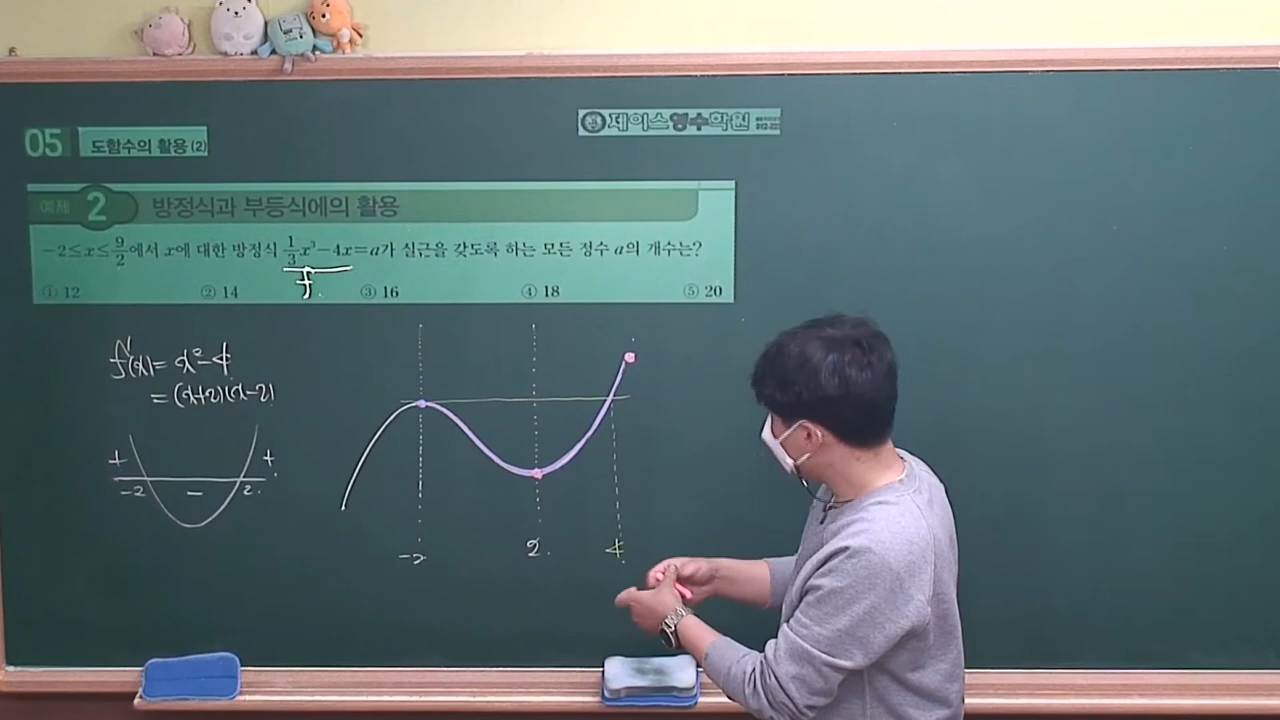 05 도함수의 활용 (2)
제이스영수학원
예제 2 방정식과 부등식에의 활용
-2≤x≤9/2에서 x에 대한 방정식 1/3x³-4x=a가 실근을 갖도록 하는 모든 정수 a의 개수는?
f
① 12 ② 14 ③ 16 ④ 18 ⑤ 20
f'(x)= x²-4
= (x+2)(x-2)
+ +
-2 - 2
-2 2 4